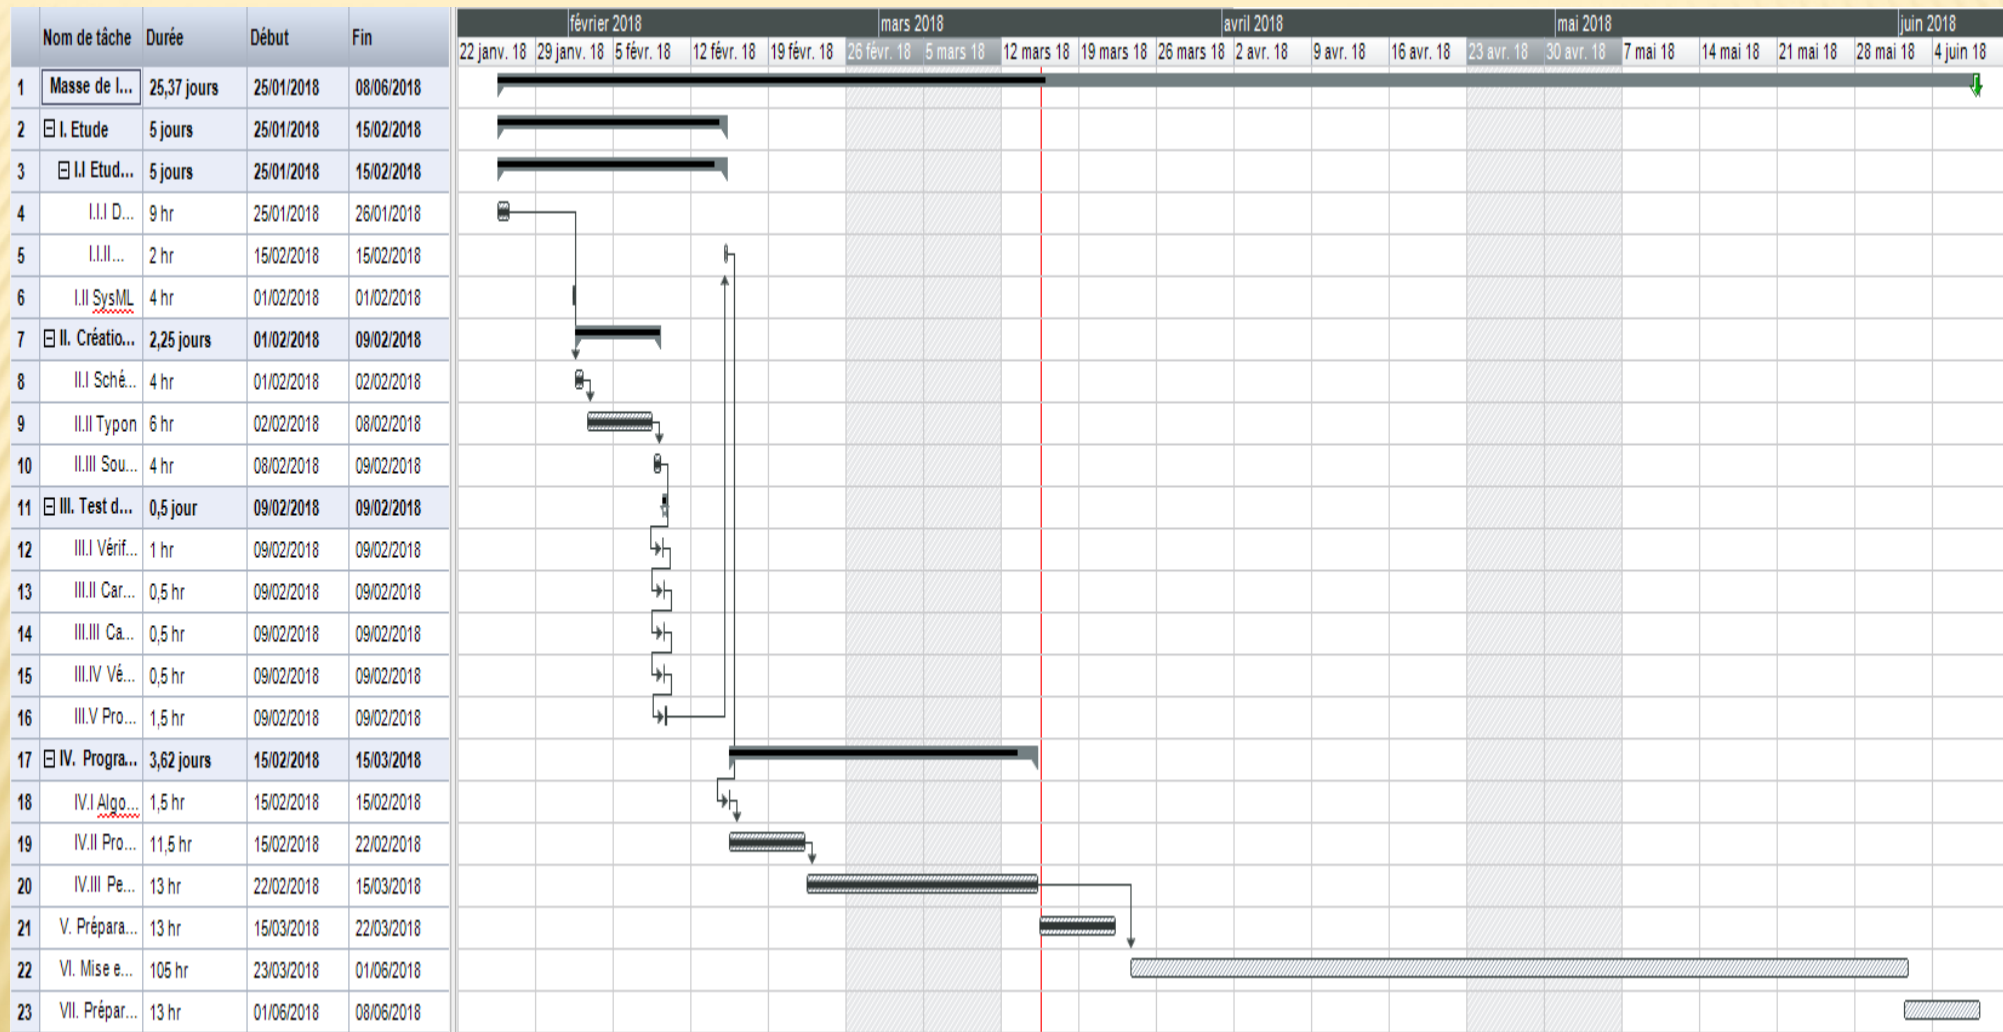 Nom de tâche Durée Début Fin
février 2018 mars 2018 avril 2018 mai 2018 juin 2018
22 janv. 18 29 janv. 18 5 févr. 18 12 févr. 18 19 févr. 18 26 févr. 18 5 mars 18 12 mars 18 19 mars 18 26 mars 18 2 avr. 18 9 avr. 18 16 avr. 18 23 avr. 18 30 avr. 18 7 mai 18 14 mai 18 21 mai 18 28 mai 18 4 juin 18
1 Masse de l... 25,37 jours 25/01/2018 08/06/2018
2 I. Etude 5 jours 25/01/2018 15/02/2018
3 I.I Etud... 5 jours 25/01/2018 15/02/2018
4 I.I.I D... 9 hr 25/01/2018 26/01/2018
5 I.I.II... 2 hr 15/02/2018 15/02/2018
6 I.II SysML 4 hr 01/02/2018 01/02/2018
7 II. Créatio... 2,25 jours 01/02/2018 09/02/2018
8 II.I Sché... 4 hr 01/02/2018 02/02/2018
9 II.II Typon 6 hr 02/02/2018 08/02/2018
10 II.III Sou... 4 hr 08/02/2018 09/02/2018
11 III. Test d... 0,5 jour 09/02/2018 09/02/2018
12 III.I Vérif... 1 hr 09/02/2018 09/02/2018
13 III.II Car... 0,5 hr 09/02/2018 09/02/2018
14 III.III Ca... 0,5 hr 09/02/2018 09/02/2018
15 III.IV Vé... 0,5 hr 09/02/2018 09/02/2018
16 III.V Pro... 1,5 hr 09/02/2018 09/02/2018
17 IV. Progra... 3,62 jours 15/02/2018 15/03/2018
18 IV.I Algo... 1,5 hr 15/02/2018 15/02/2018
19 IV.II Pro... 11,5 hr 15/02/2018 22/02/2018
20 IV.III Pe... 13 hr 22/02/2018 15/03/2018
21 V. Prépara... 13 hr 15/03/2018 22/03/2018
22 VI. Mise e... 105 hr 23/03/2018 01/06/2018
23 VII. Prépar... 13 hr 01/06/2018 08/06/2018